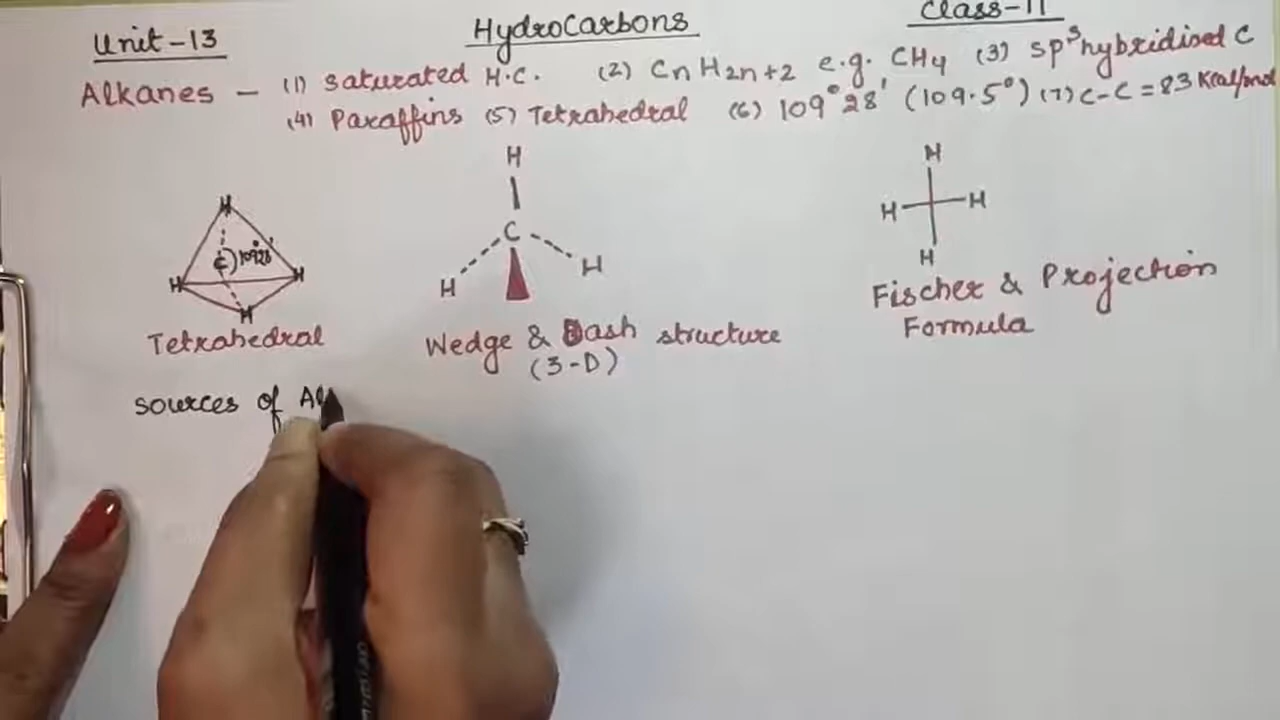 Unit-13 Hydrocarbons Class-11
Alkanes - (1) Saturated H.C. (2) CnH2n+2 e.g. CH4 (3) sp3 hybridised C
(4) Paraffins (5) Tetrahedral (6) 109°28' (109.5°) (7) C-C = 83 Kcal/mol
H
H
H
C
H
H
H
H
C
109°28'
H
H
H
H
H
H
Tetrahedral
Wedge & Dash structure
(3-D)
Fischer & Projection
Formula
Sources of Al